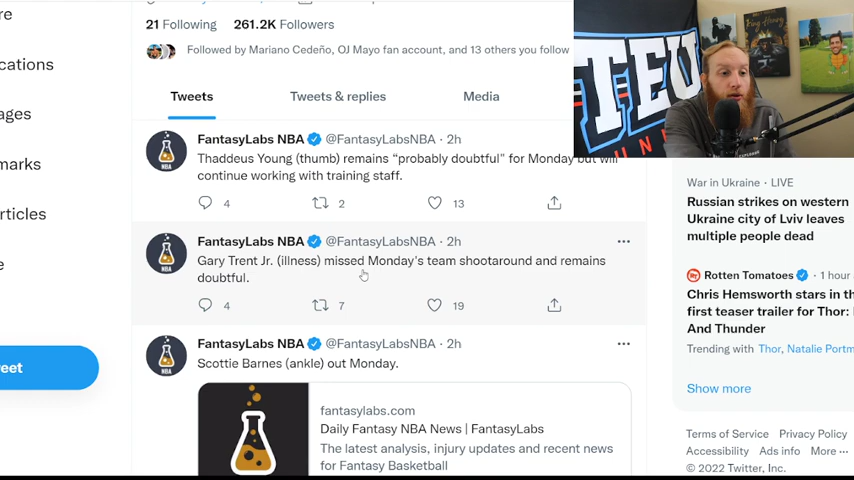 re
21 Following 261.2K Followers
cations
Followed by Mariano Cedeño, OJ Mayo fan account, and 13 others you follow
ages
Tweets Tweets & replies Media
marks
FantasyLabs NBA @FantasyLabsNBA · 2h
Thaddeus Young (thumb) remains “probably doubtful” for Monday but will
continue working with training staff.
4 2 13
rticles
e
FantasyLabs NBA @FantasyLabsNBA · 2h
Gary Trent Jr. (illness) missed Monday's team shootaround and remains
doubtful.
4 7 19
NBA
FantasyLabs NBA @FantasyLabsNBA · 2h
Scottie Barnes (ankle) out Monday.
eet
fantasylabs.com
Daily Fantasy NBA News | FantasyLabs
The latest analysis, injury updates and recent news
for Fantasy Basketball
TEU
King Henry
War in Ukraine · LIVE
Russian strikes on western
Ukraine city of Lviv leaves
multiple people dead
Rotten Tomatoes · 1 hour
Chris Hemsworth stars in th
first teaser trailer for Thor:
And Thunder
Trending with Thor, Natalie Portm
Show more
Terms of Service Privacy Policy
Accessibility Ads info More
© 2022 Twitter, Inc.